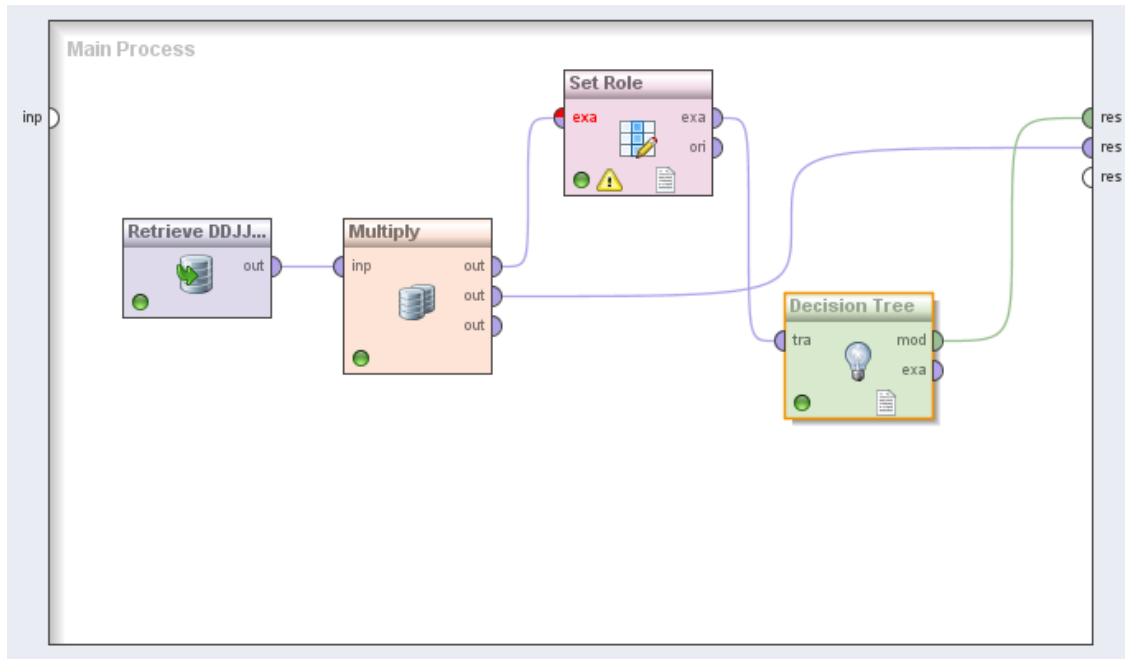 Main Process
inp
Set Role
exa exa
ori
res
res
res
Retrieve DDJJ...
out
Multiply
inp out
out
out
Decision Tree
tra mod
exa